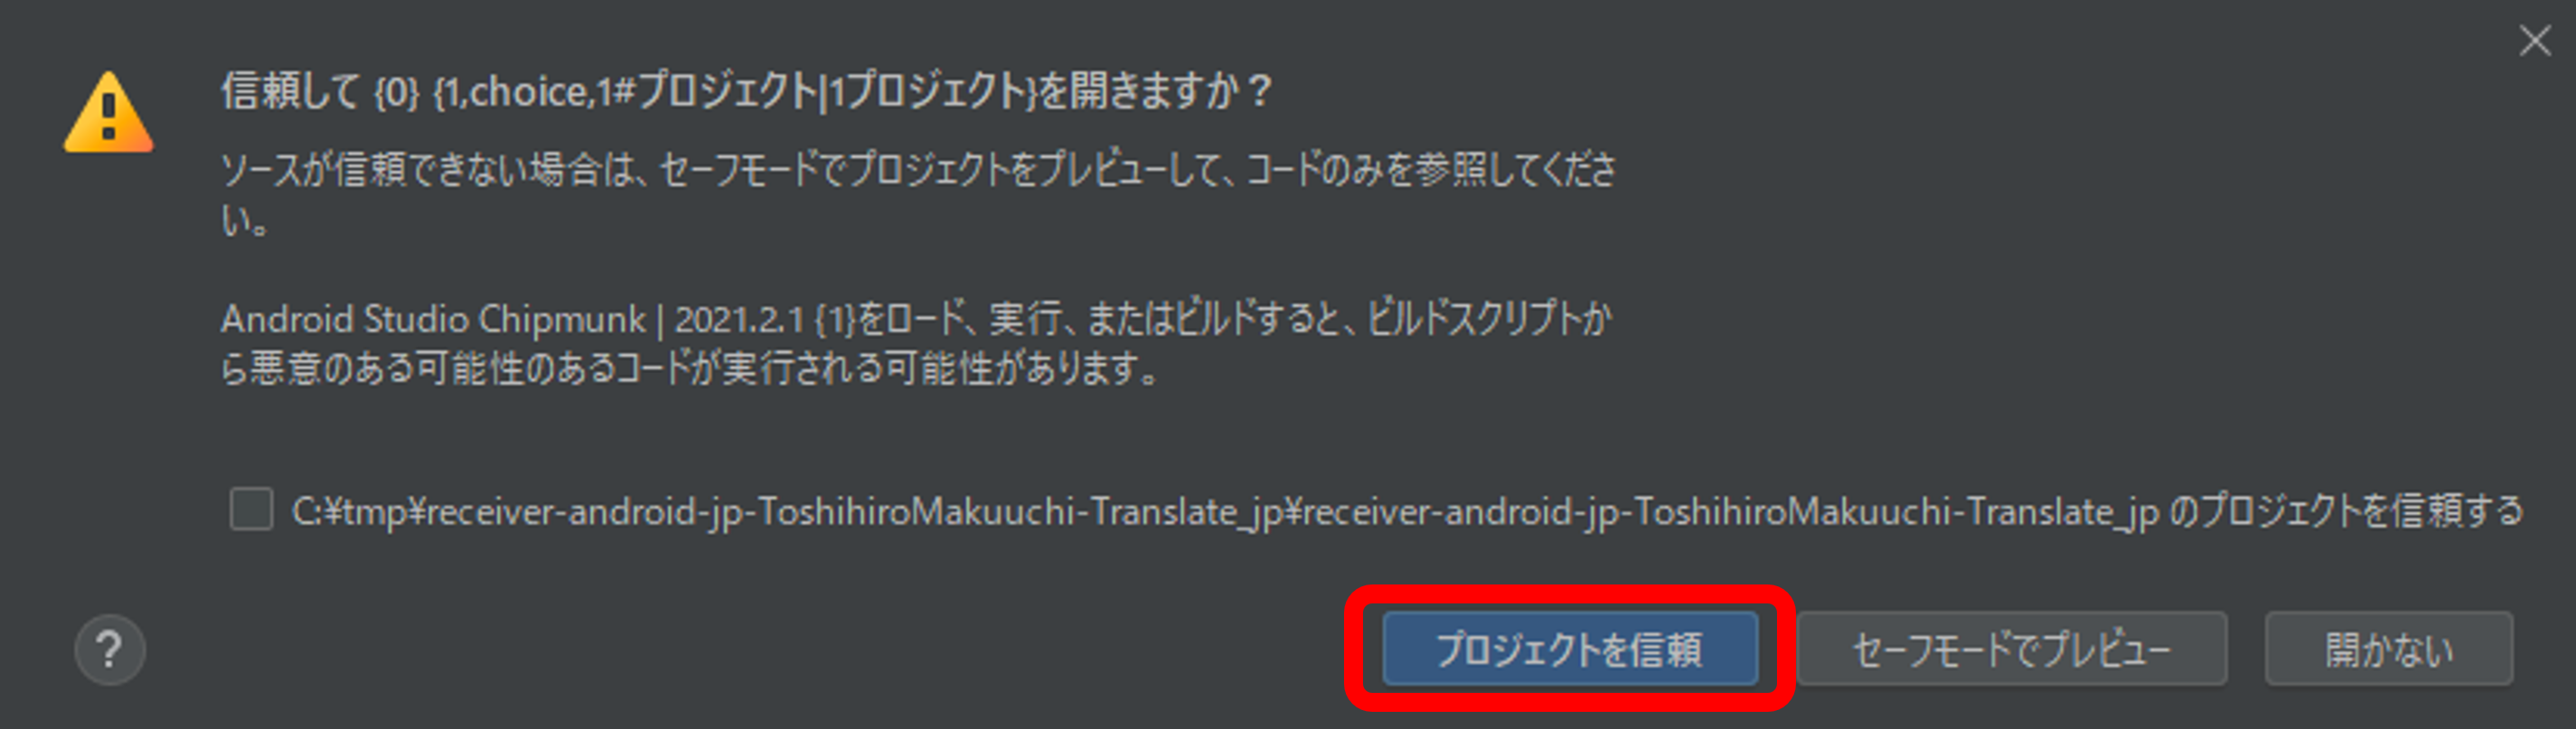 信頼して {0} {1,choice,1#プロジェクト|1プロジェクト}を開きますか？
ソースが信頼できない場合は、セーフモードでプロジェクトをプレビューして、コードのみを参照してくださ
い。
Android Studio Chipmunk | 2021.2.1 {1}をロード、実行、またはビルドすると、ビルドスクリプトか
ら悪意のある可能性のあるコードが実行される可能性があります。
C:¥tmp¥receiver-android-jp-ToshihiroMakuuchi-Translate_jp¥receiver-android-jp-ToshihiroMakuuchi-Translate_jp のプロジェクトを信頼する
? プロジェクトを信頼 セーフモードでプレビュー 開かない